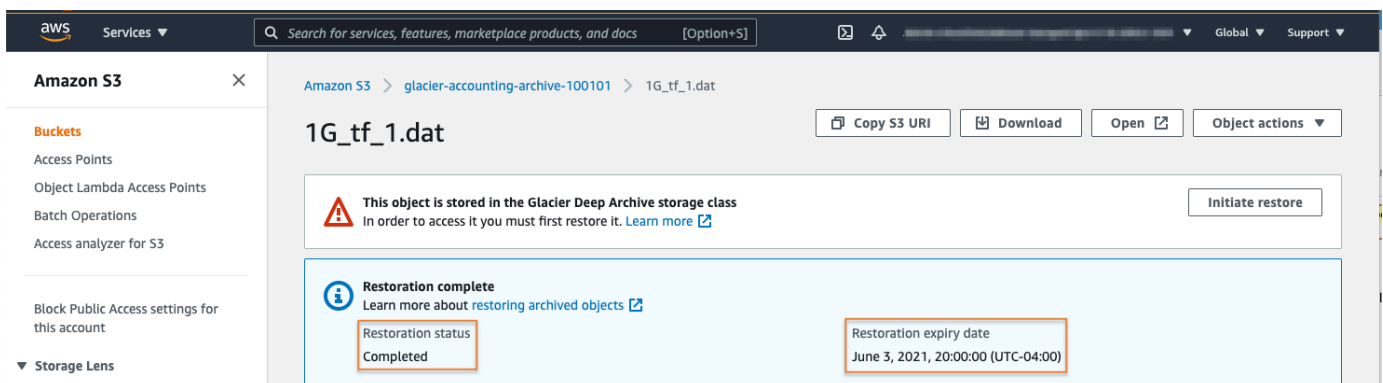 aws Services ▼ Search for services, features, marketplace products, and docs [Option+S] Global ▼ Support ▼
Amazon S3
Buckets
Access Points
Object Lambda Access Points
Batch Operations
Access analyzer for S3
Block Public Access settings for
this account
▼ Storage Lens
Amazon S3 > glacier-accounting-archive-100101 > 1G_tf_1.dat
1G_tf_1.dat
Copy S3 URI Download Open Object actions ▼
This object is stored in the Glacier Deep Archive storage class
In order to access it you must first restore it. Learn more
Initiate restore
Restoration complete
Learn more about restoring archived objects
Restoration status
Completed
Restoration expiry date
June 3, 2021, 20:00:00 (UTC-04:00)